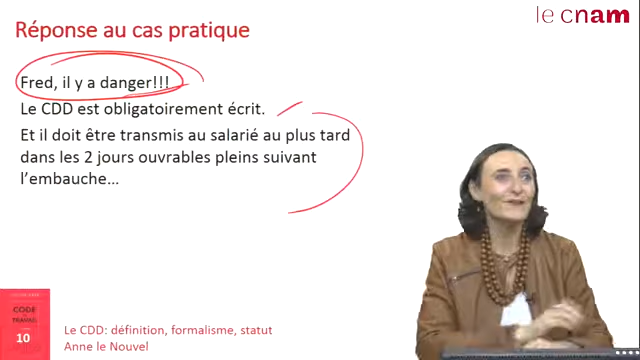 le cnam
Réponse au cas pratique
Fred, il y a danger!!!
Le CDD est obligatoirement écrit.
Et il doit être transmis au salarié au plus tard
dans les 2 jours ouvrables pleins suivant
l’embauche...
CODE
TRAVAIL
10
Le CDD: définition, formalisme, statut
Anne le Nouvel